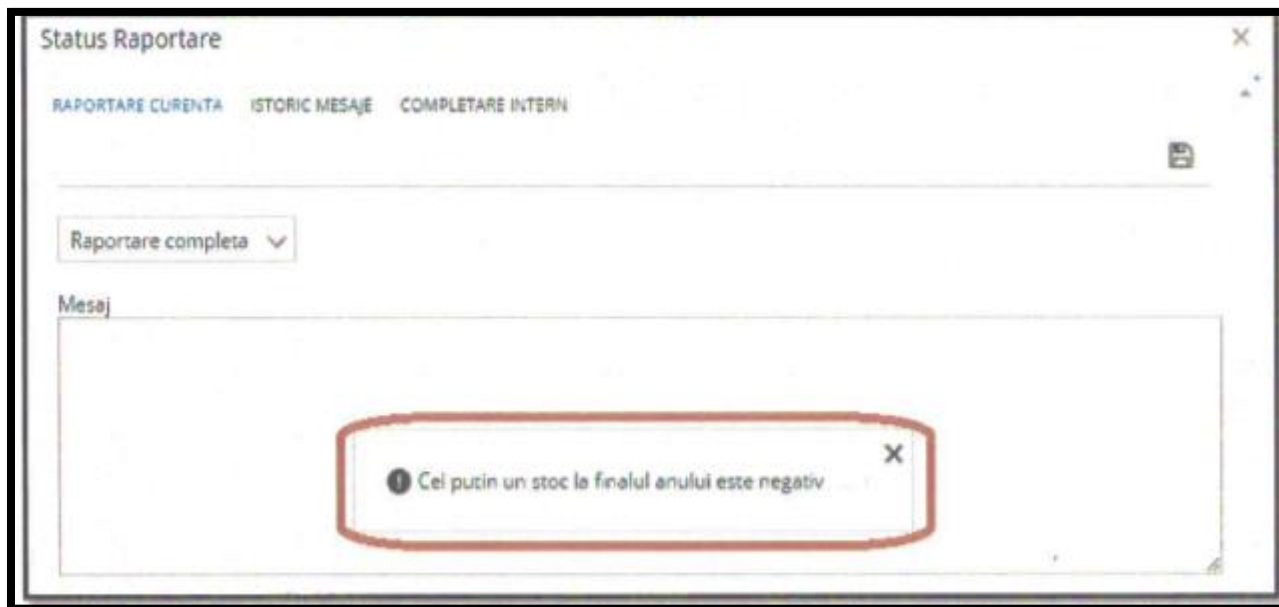 Status Raportare
RAPORTARE CURENTA ISTORIC MESAJE COMPLETARE INTERN
Raportare completa
Mesaj
Cel putin un stoc la finalul anului este negativ